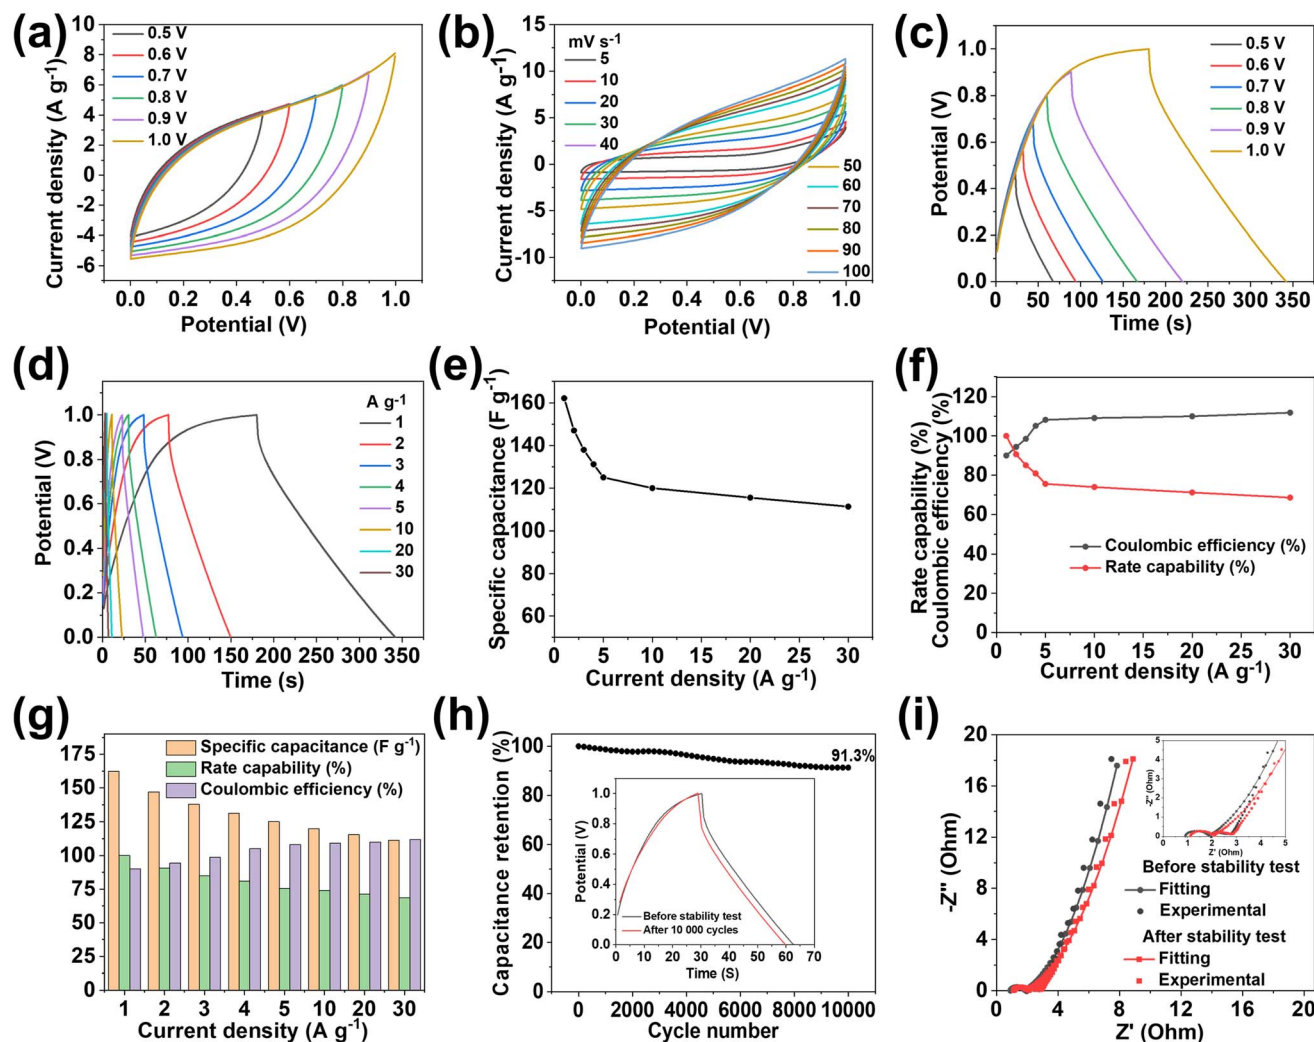 (a)
0.5 V
0.6 V
0.7 V
0.8 V
0.9 V
1.0 V
Current density (A g-1)
10
8
6
4
2
0
-2
-4
-6
0.0 0.2 0.4 0.6 0.8 1.0
Potential (V)
(b)
mV s-1
5
10
20
30
40
50
60
70
80
90
100
Current density (A g-1)
15
10
5
0
-5
-10
0.0 0.2 0.4 0.6 0.8 1.0
Potential (V)
(c)
0.5 V
0.6 V
0.7 V
0.8 V
0.9 V
1.0 V
Potential (V)
1.0
0.8
0.6
0.4
0.2
0.0
0 50 100 150 200 250 300 350
Time (s)
(d)
A g-1
1
2
3
4
5
10
20
30
Potential (V)
1.0
0.8
0.6
0.4
0.2
0.0
0 50 100 150 200 250 300 350
Time (s)
(e)
Specific capacitance (F g-1)
160
140
120
100
80
60
0 5 10 15 20 25 30
Current density (A g-1)
(f)
Rate capability (%)
Coulombic efficiency (%)
120
100
80
60
40
20
0
Coulombic efficiency (%)
Rate capability (%)
0 5 10 15 20 25 30
Current density (A g-1)
(g)
Specific capacitance (F g-1)
Rate capability (%)
Coulombic efficiency (%)
175
150
125
100
75
50
25
0
1 2 3 4 5 10 20 30
Current density (A g-1)
(h)
Capacitance retention (%)
100
80
60
40
20
0
91.3%
Potential (V)
1.0
0.8
0.6
0.4
0.2
0.0
Before stability test
After 10 000 cycles
0 10 20 30 40 50 60 70
Time (S)
0 2000 4000 6000 8000 10000
Cycle number
(i)
-Z" (Ohm)
20
16
12
8
4
0
-Z" (Ohm)
5
4
3
2
1
0
0 1 2 3 4 5
Z' (Ohm)
Before stability test
Fitting
Experimental
After stability test
Fitting
Experimental
0 4 8 12 16 20
Z' (Ohm)